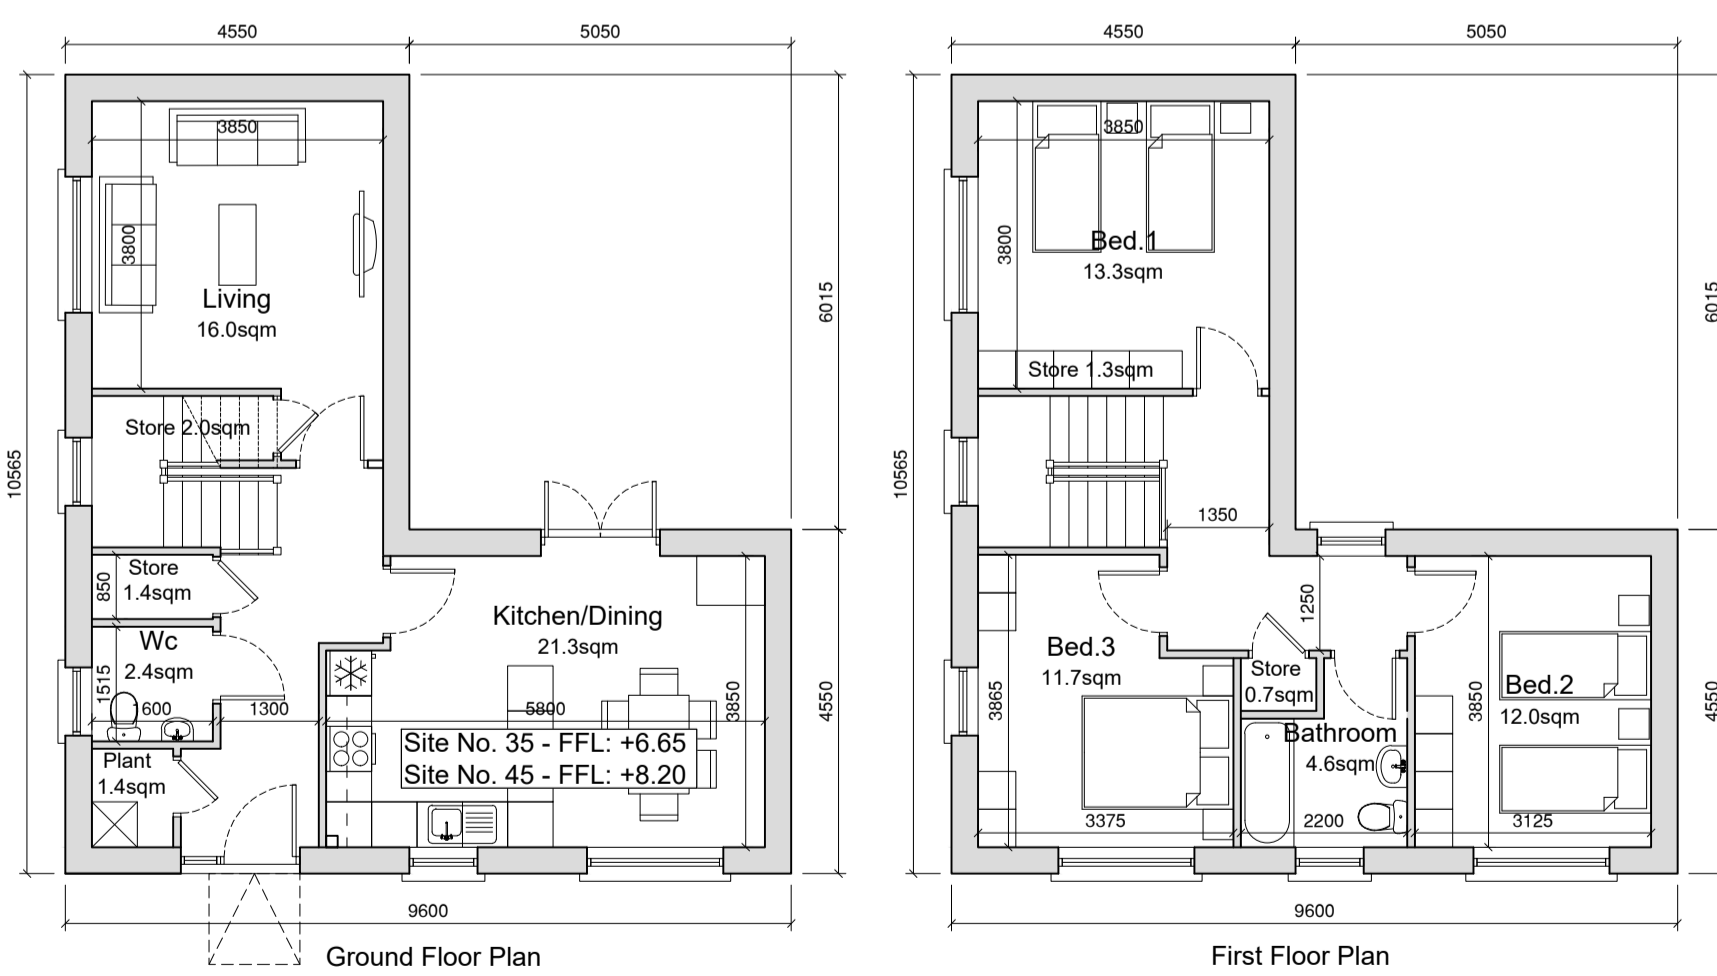 4550
5050
3850
3800
Living
16.0sqm
6015
10565
Store 2.0sqm
850
Store
1.4sqm
Wc
2.4sqm
1515
1600
1300
Kitchen/Dining
21.3sqm
5800
3850
4550
Site No. 35 - FFL: +6.65
Site No. 45 - FFL: +8.20
Plant
1.4sqm
9600
Ground Floor Plan
4550
5050
3850
3800
Bed.1
13.3sqm
6015
Store 1.3sqm
10565
1350
1250
Bed.3
11.7sqm
3865
Store
0.7sqm
Bed.2
12.0sqm
3850
4550
Bathroom
4.6sqm
3375
2200
3125
9600
First Floor Plan